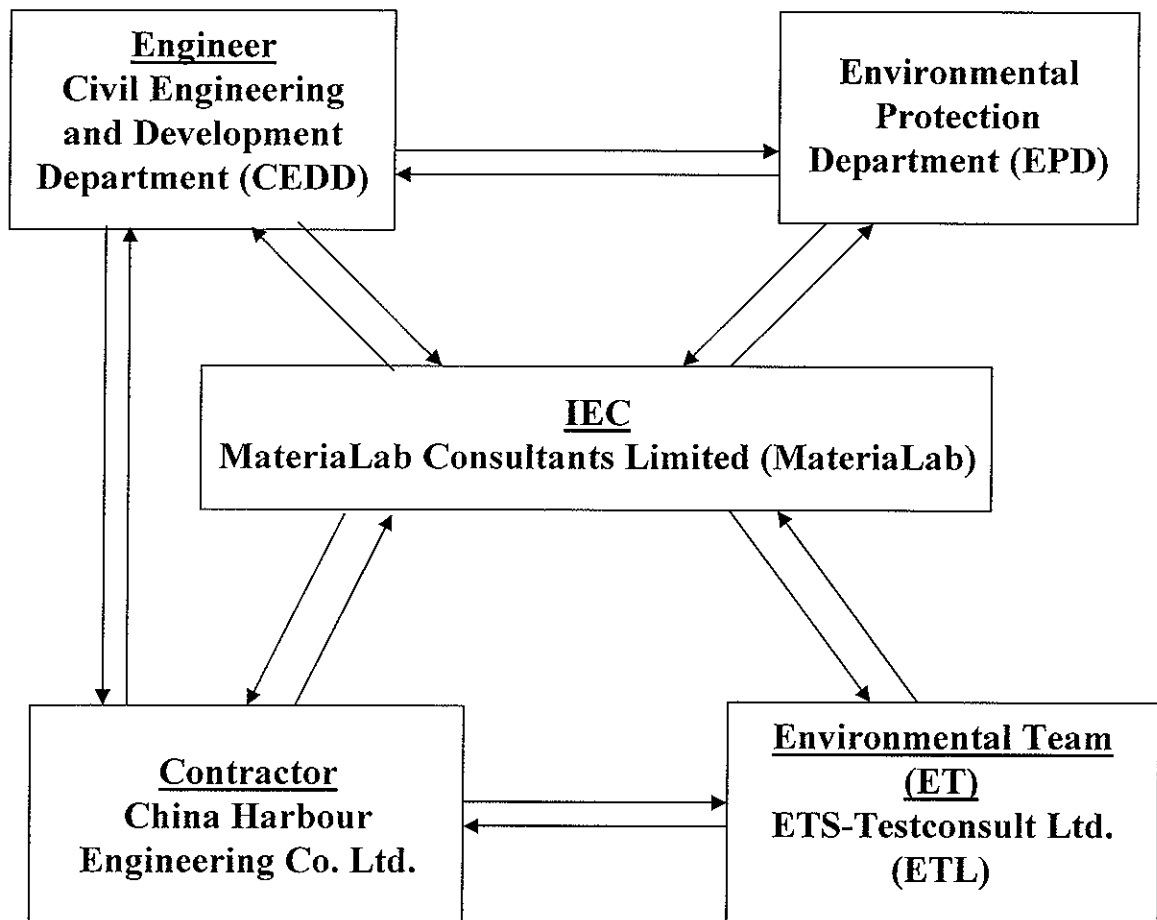 Engineer
Civil Engineering
and Development
Department (CEDD)
Environmental
Protection
Department (EPD)
IEC
MateriaLab Consultants Limited (MateriaLab)
Contractor
China Harbour
Engineering Co. Ltd.
Environmental Team
(ET)
ETS-Testconsult Ltd.
(ETL)